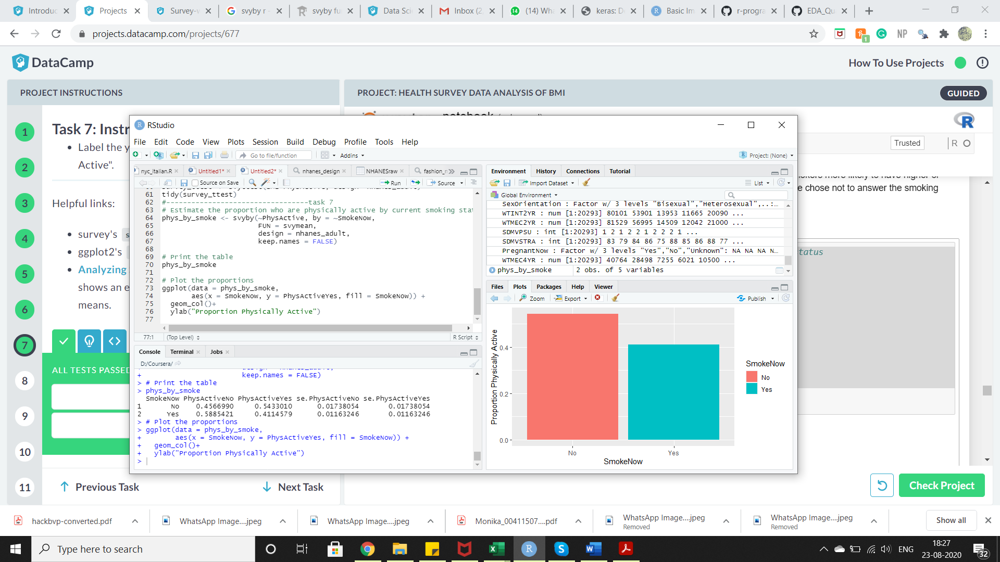 Introduc
Projects
Survey-w
svyby r -
svyby fu
Data Sci
Inbox (2
(14) Wha
keras: D
Basic Im
r-progra
EDA_Qu
projects.datacamp.com/projects/677
NP
1
DataCamp
How To Use Projects
PROJECT INSTRUCTIONS
PROJECT: HEALTH SURVEY DATA ANALYSIS OF BMI
GUIDED
1
2
3
4
5
6
7
8
9
10
11
Task 7: Instr
Label the y
Active".
Helpful links:
survey's s
ggplot2's
Analyzing
shows an e
means.
ALL TESTS PASSED
Previous Task
Next Task
Trusted
R
e chose not to answer the smoking
tatus
Check Project
RStudio
File Edit Code View Plots Session Build Debug Profile Tools Help
Go to file/function
Addins
Project: (None)
nyc_italian.R
Untitled1*
Untitled2*
nhanes_design
NHANESraw
fashion_r
Source on Save
Run
Source
61 tidy(survey_ttest)
62 #----------------------------------task 7
63 # Estimate the proportion who are physically active by current smoking stat
64 phys_by_smoke <- svyby(~PhysActive, by = ~SmokeNow,
65 FUN = svymean,
66 design = nhanes_adult,
67 keep.names = FALSE)
68
69 # Print the table
70 phys_by_smoke
71
72 # Plot the proportions
73 ggplot(data = phys_by_smoke,
74 aes(x = SmokeNow, y = PhysActiveYes, fill = SmokeNow)) +
75 geom_col()+
76 ylab("Proportion Physically Active")
77
77:1
(Top Level)
R Script
Console
Terminal
Jobs
D:/Coursera/
+ keep.names = FALSE)
> # Print the table
> phys_by_smoke
SmokeNow PhysActiveNo PhysActiveYes se.PhysActiveNo se.PhysActiveYes
1 No 0.4566990 0.5433010 0.01738054 0.01738054
2 Yes 0.5885421 0.4114579 0.01163246 0.01163246
> # Plot the proportions
> ggplot(data = phys_by_smoke,
+ aes(x = SmokeNow, y = PhysActiveYes, fill = SmokeNow)) +
+ geom_col()+
+ ylab("Proportion Physically Active")
>
Environment
History
Connections
Tutorial
Import Dataset
List
Global Environment
SexOrientation : Factor w/ 3 levels "Bisexual","Heterosexual",..:...
WTINT2YR : num [1:20293] 80101 53901 13953 11665 20090 ...
WTMEC2YR : num [1:20293] 81529 56995 14509 12042 21000 ...
SDMVPSU : int [1:20293] 1 2 1 2 2 1 2 2 2 1 ...
SDMVSTRA : int [1:20293] 83 79 84 86 75 88 85 86 88 77 ...
PregnantNow : Factor w/ 3 levels "Yes","No","Unknown": NA NA NA N...
WTMEC4YR : num [1:20293] 40764 28498 7255 6021 10500 ...
phys_by_smoke 2 obs. of 5 variables
Files
Plots
Packages
Help
Viewer
Zoom
Export
Publish
Proportion Physically Active
0.4
0.2
0.0
No
Yes
SmokeNow
SmokeNow
No
Yes
hackbvp-converted.pdf
WhatsApp Image....jpeg
WhatsApp Image....jpeg
Monika_00411507....pdf
WhatsApp Image....jpeg
Removed
WhatsApp Image....jpeg
Removed
Show all
Type here to search
ENG
18:27
23-08-2020
32